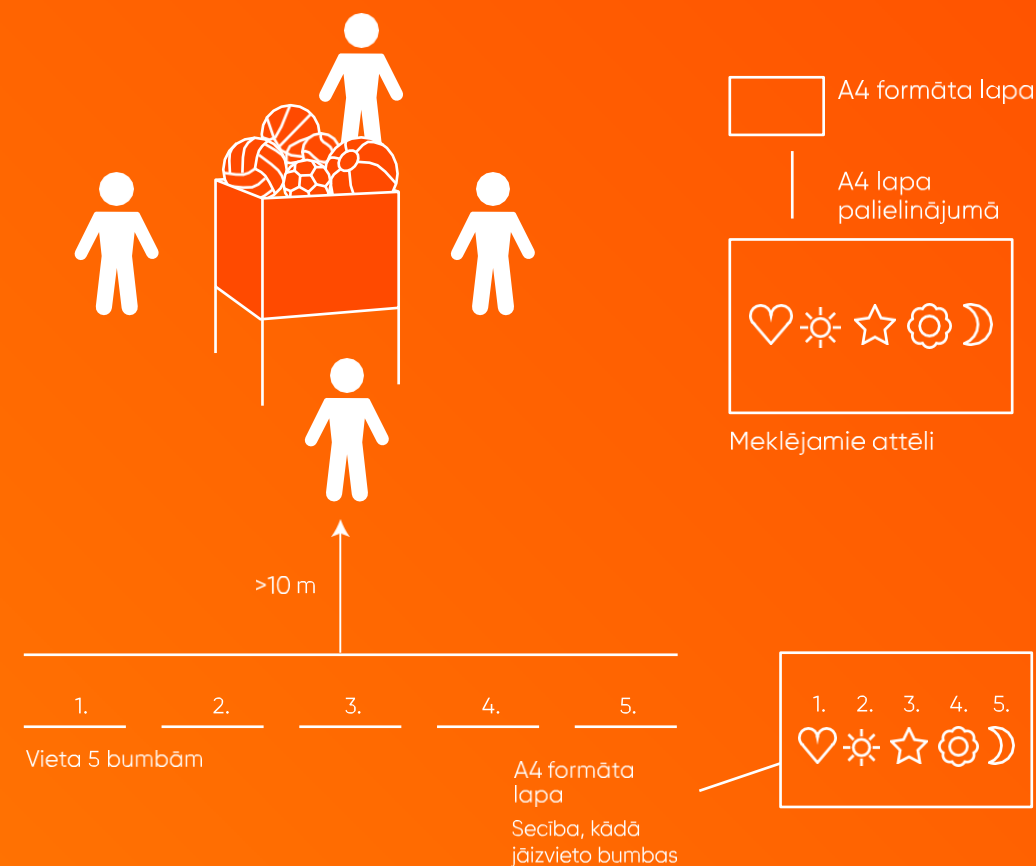 A4 formāta lapa
A4 lapa
palielinājumā
Meklējamie attēli
>10 m
1. 2. 3. 4. 5.
Vieta 5 bumbām
1. 2. 3. 4. 5.
A4 formāta
lapa
Secība, kādā
jāizvieto bumbas